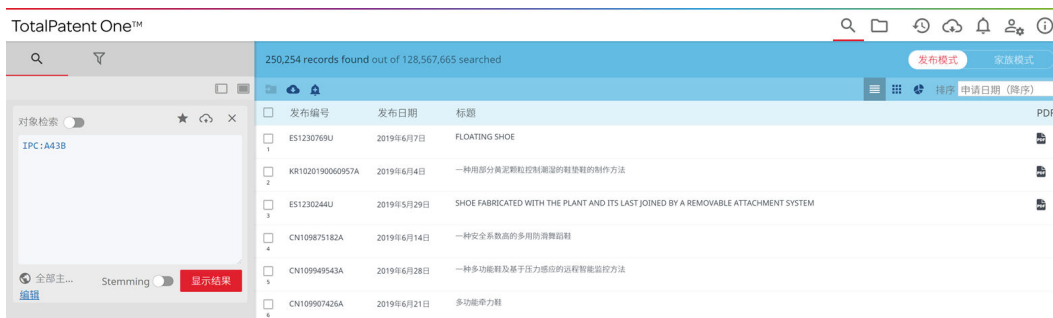 TotalPatent One™
250,254 records found out of 128,567,665 searched
发布模式
家族模式
排序 申请日期（降序）
对象检索
IPC:A43B
全部主...
编辑
Stemming
显示结果
发布编号 发布日期 标题 PDF
1 ES1230769U 2019年6月7日 FLOATING SHOE PDF
2 KR1020190060957A 2019年6月4日 一种用部分黄泥颗粒控制潮湿的鞋垫鞋的制作方法 PDF
3 ES1230244U 2019年5月29日 SHOE FABRICATED WITH THE PLANT AND ITS LAST JOINED BY A REMOVABLE ATTACHMENT SYSTEM PDF
4 CN109875182A 2019年6月14日 一种安全系数高的多用防滑舞蹈鞋
5 CN109949543A 2019年6月28日 一种多功能鞋及基于压力感应的远程智能监控方法
6 CN109907426A 2019年6月21日 多功能牵力鞋